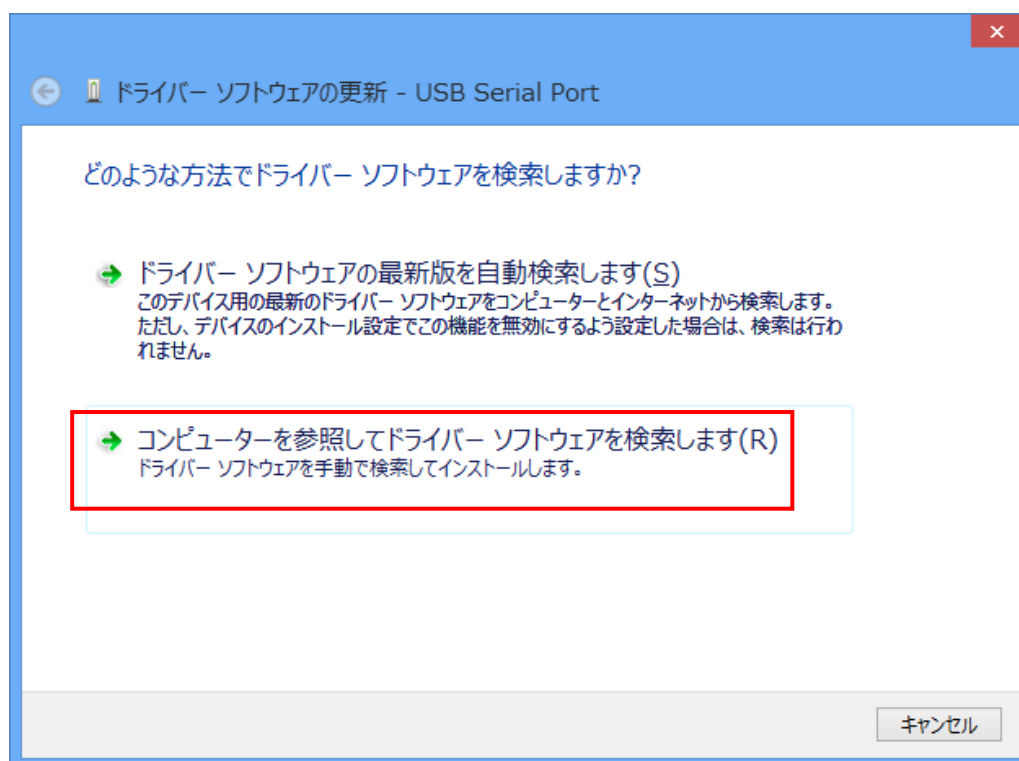 ドライバー ソフトウェアの更新 - USB Serial Port
どのような方法でドライバー ソフトウェアを検索しますか?
ドライバー ソフトウェアの最新版を自動検索します(S)
このデバイス用の最新のドライバー ソフトウェアをコンピューターとインターネットから検索します。
ただし、デバイスのインストール設定でこの機能を無効にするよう設定した場合は、検索は行わ
れません。
コンピューターを参照してドライバー ソフトウェアを検索します(R)
ドライバー ソフトウェアを手動で検索してインストールします。
キャンセル